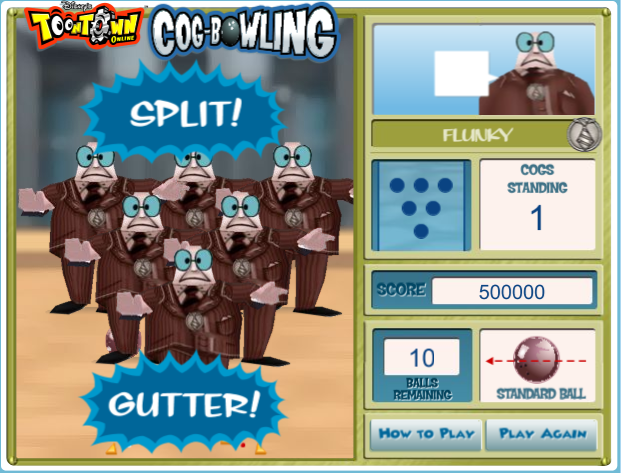 Disney's
TOONTOWN
ONLINE
COG-BOWLING
SPLIT!
FLUNKY
COGS
STANDING
1
SCORE 500000
10
BALLS
REMAINING
STANDARD BALL
GUTTER!
HOW TO PLAY
PLAY AGAIN